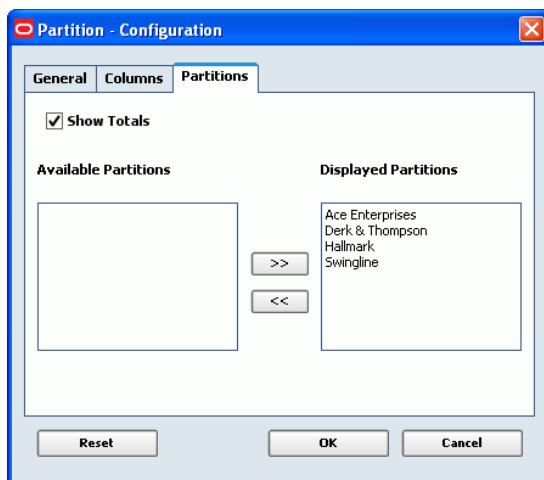 Partition - Configuration
General Columns Partitions
Show Totals
Available Partitions Displayed Partitions
Ace Enterprises
Derk & Thompson
Hallmark
Swingline
>>
<<
Reset OK Cancel